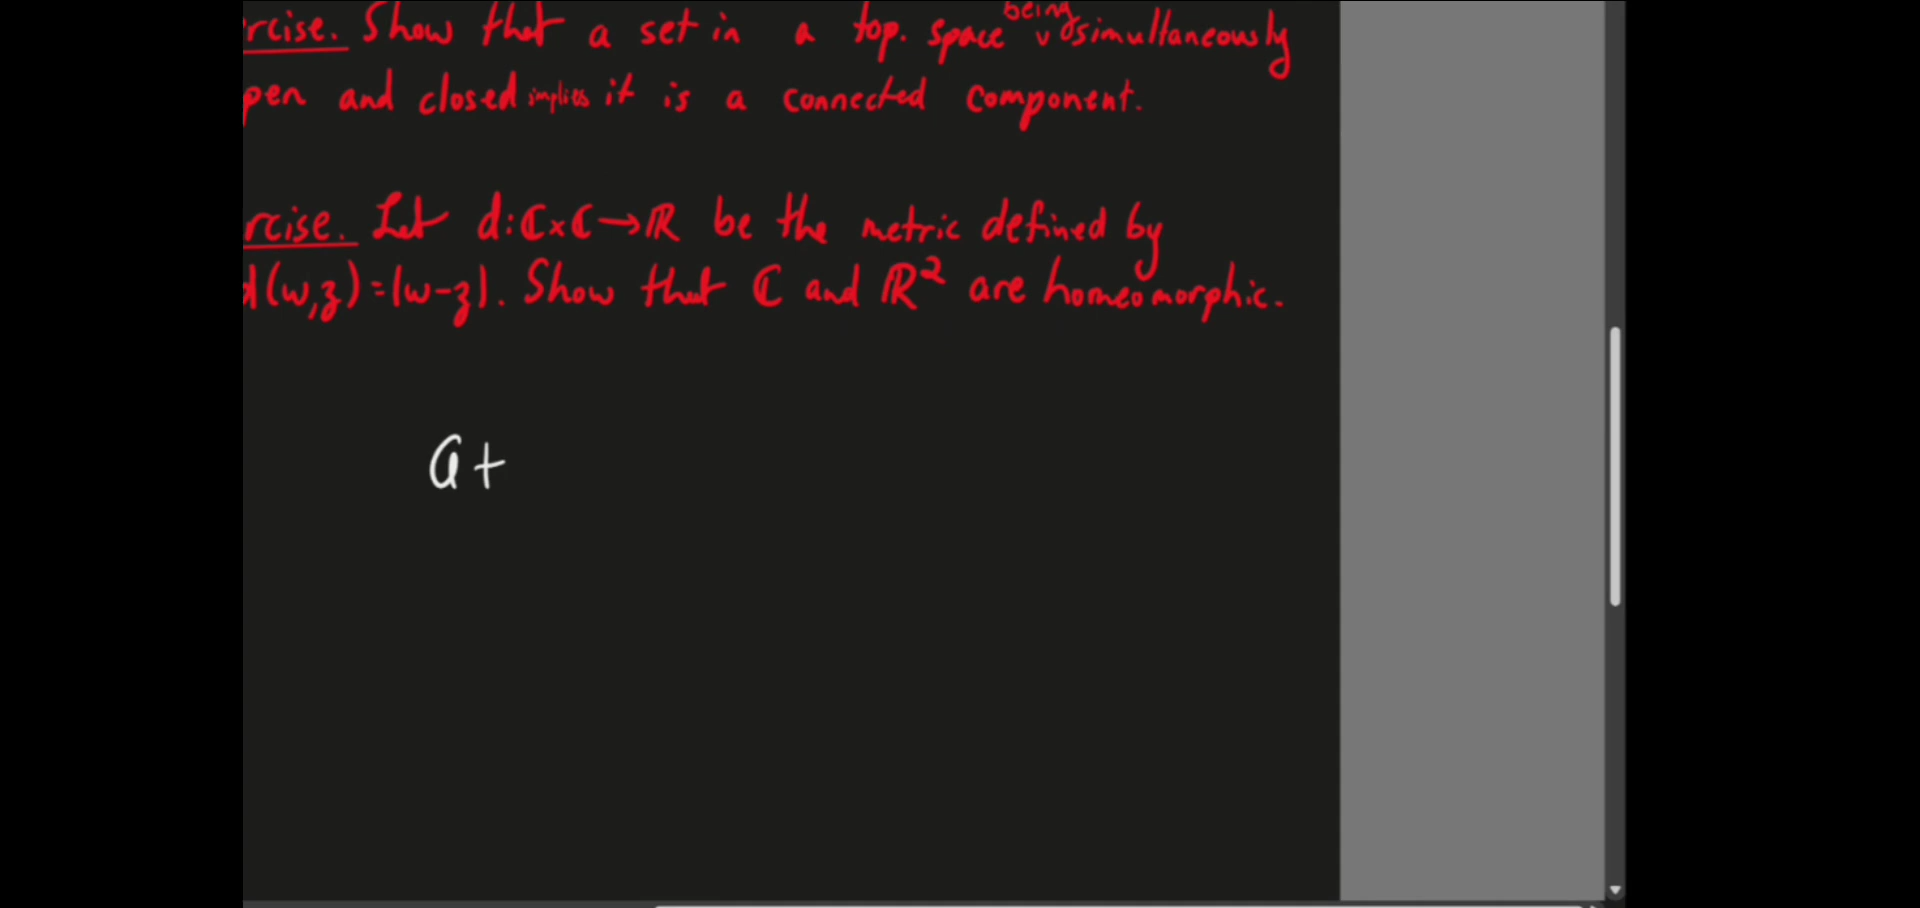 rcise. Show that a set in a top. space being simultaneously
pen and closed implies it is a connected component.
rcise. Let d:ℂ×ℂ→ℝ be the metric defined by
d(w,z)=|w-z|. Show that ℂ and ℝ² are homeomorphic.
a+